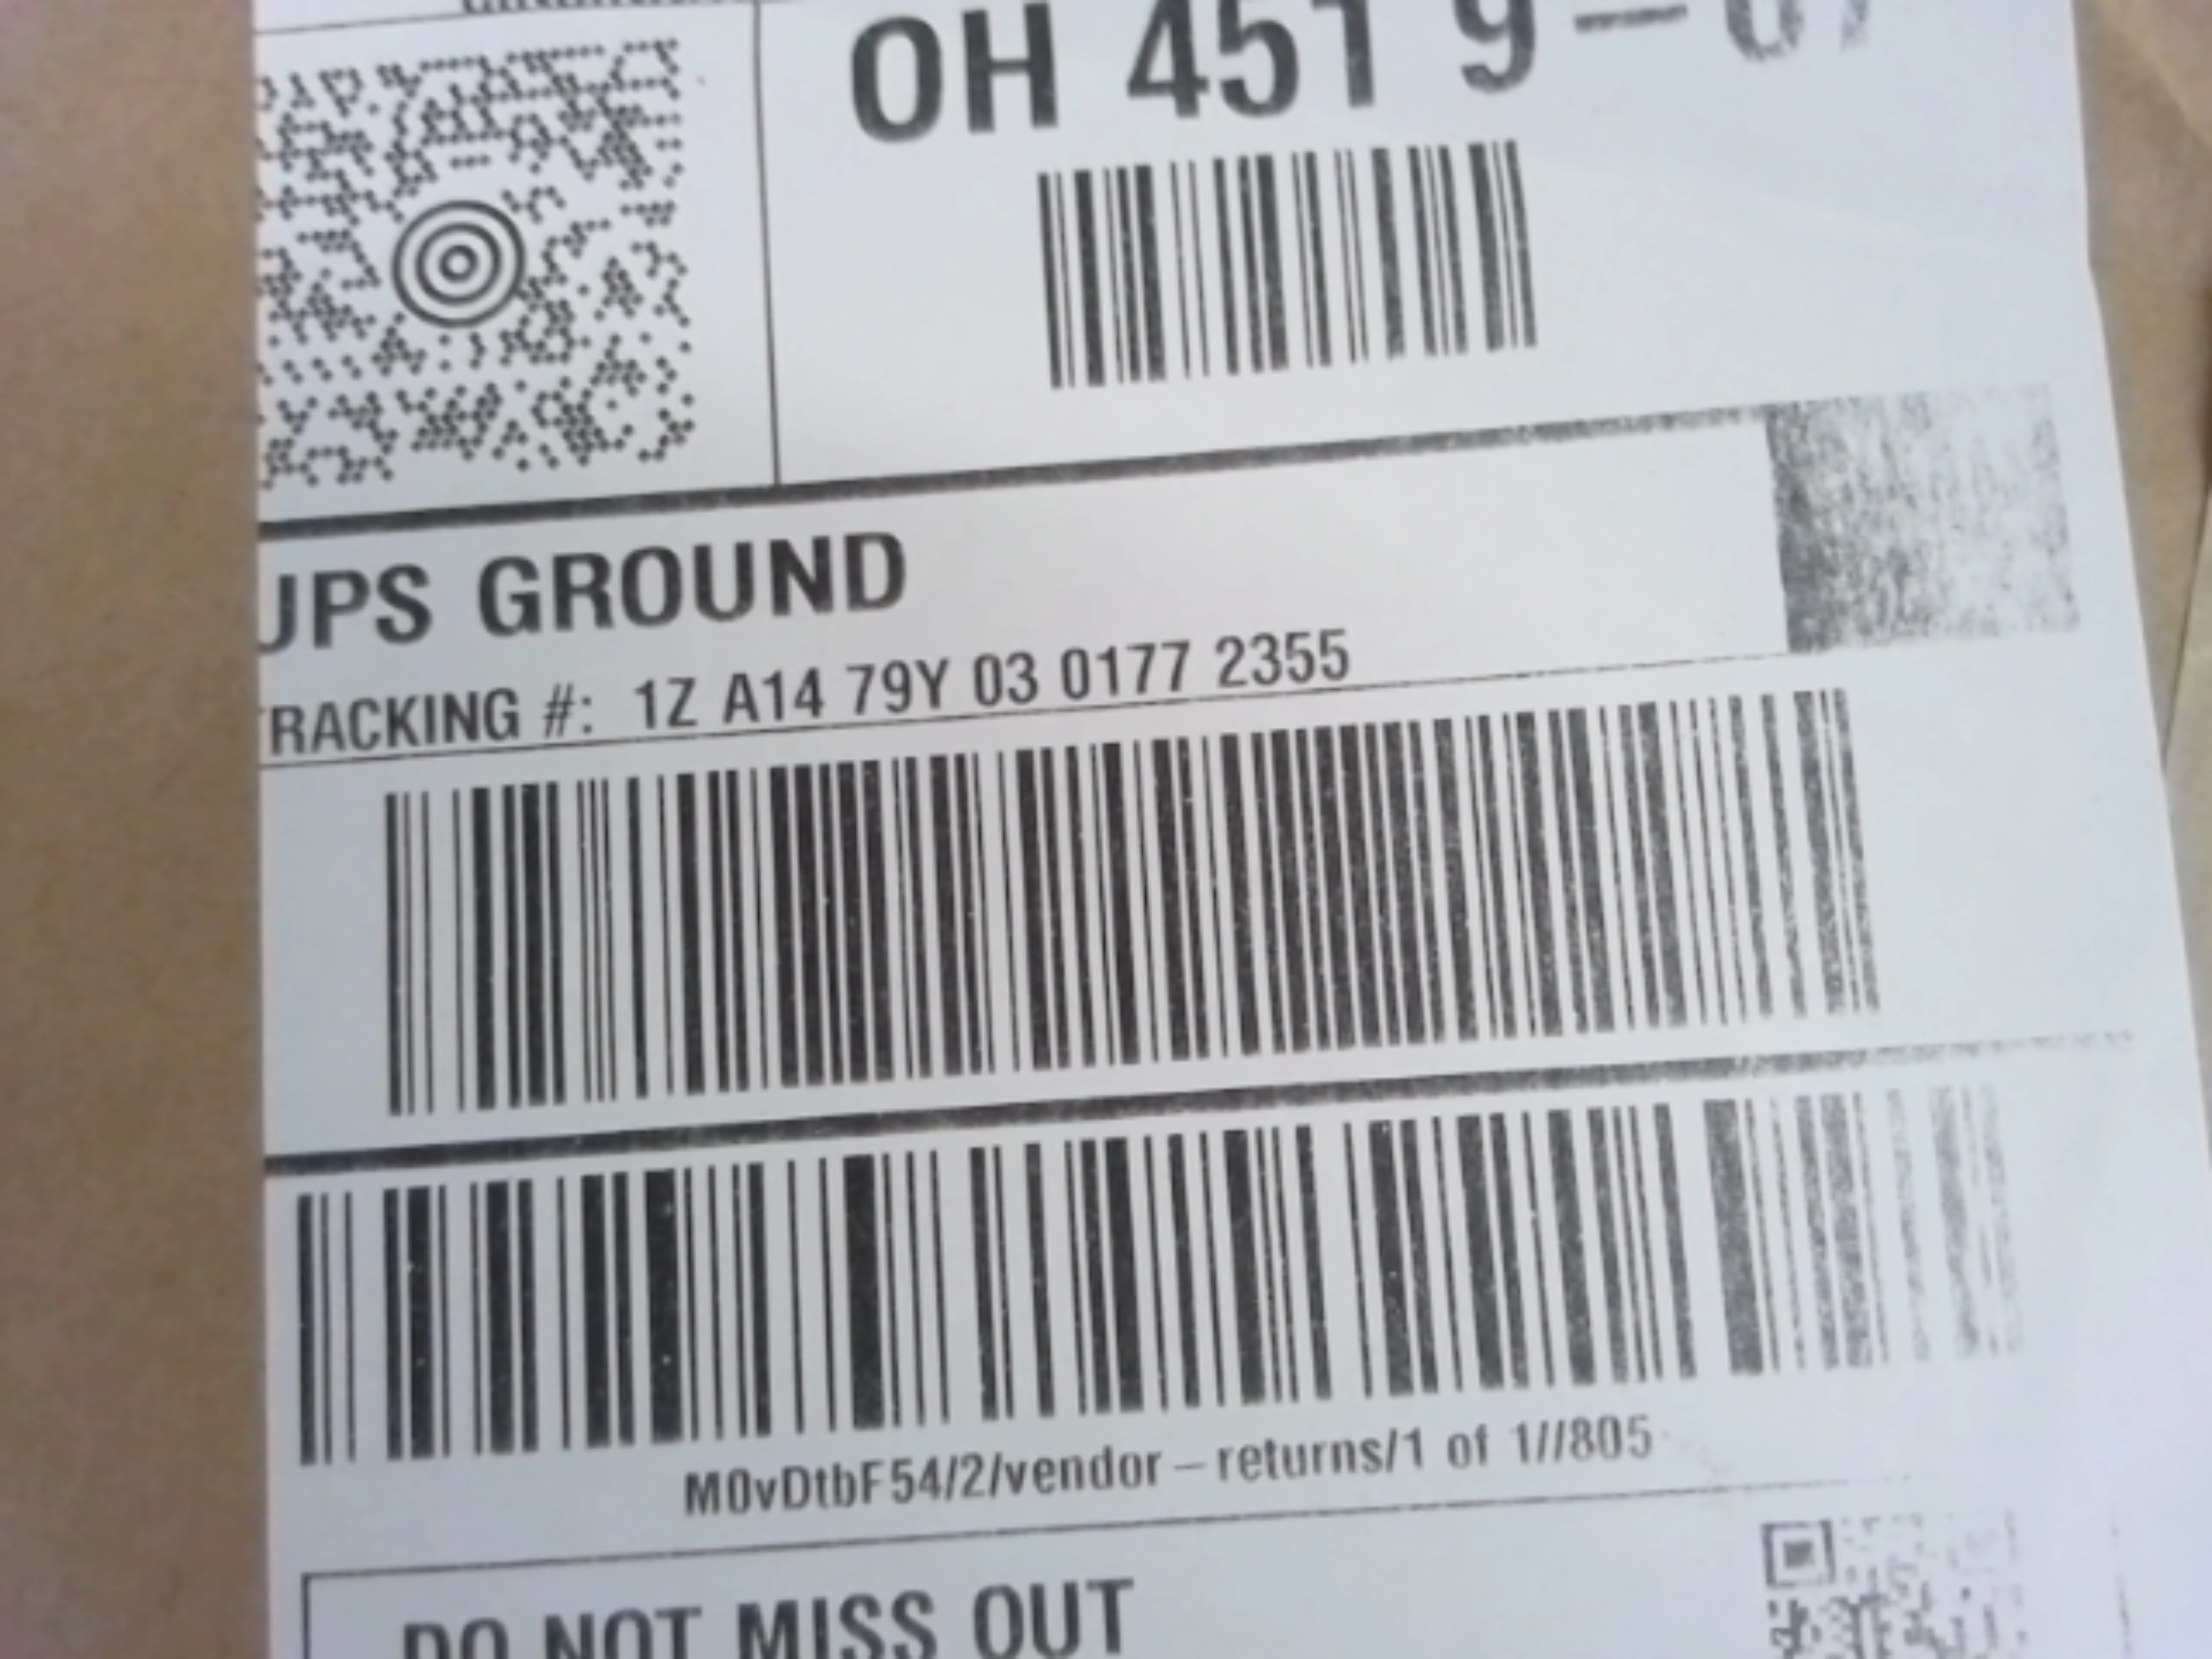 OH 451 9-0
UPS GROUND
TRACKING #: 1Z A14 79Y 03 0177 2355
M0vDtbF54/2/vendor-returns/1 of 1//805
DO NOT MISS OUT